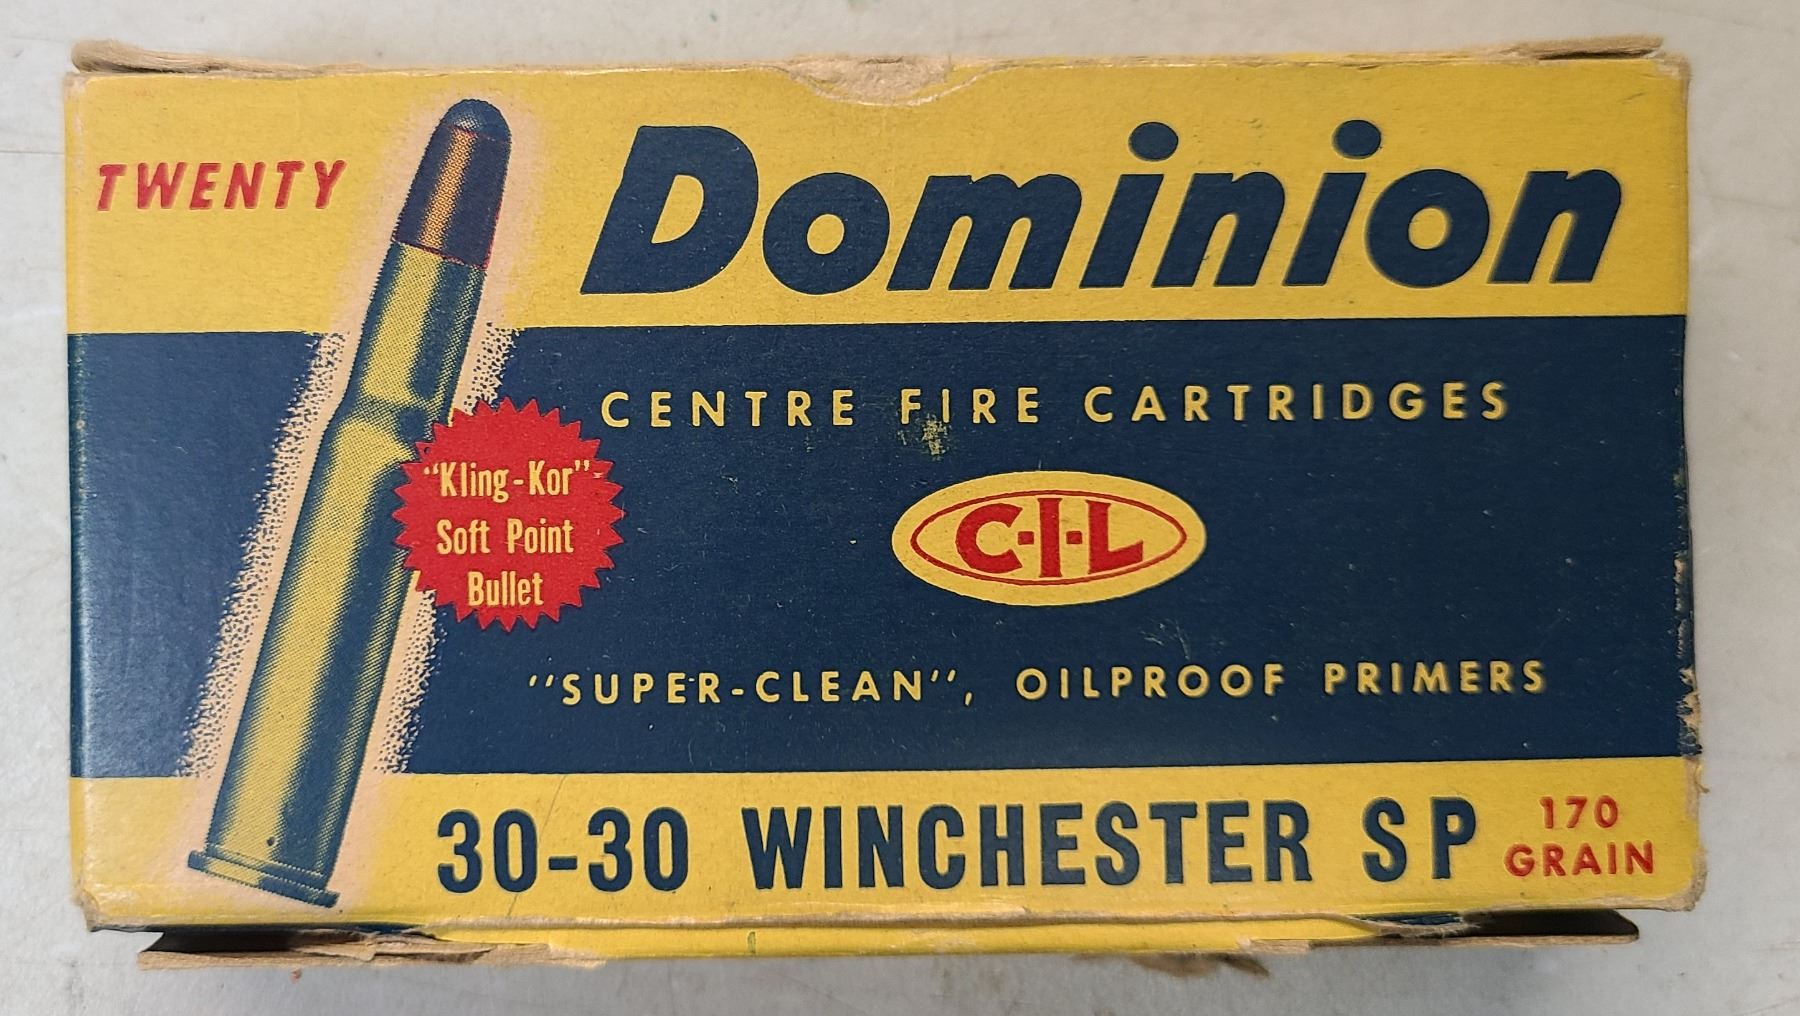 TWENTY
Dominion
CENTRE FIRE CARTRIDGES
"Kling-Kor"
Soft Point
Bullet
C-I-L
"SUPER-CLEAN", OILPROOF PRIMERS
30-30 WINCHESTER SP
170
GRAIN